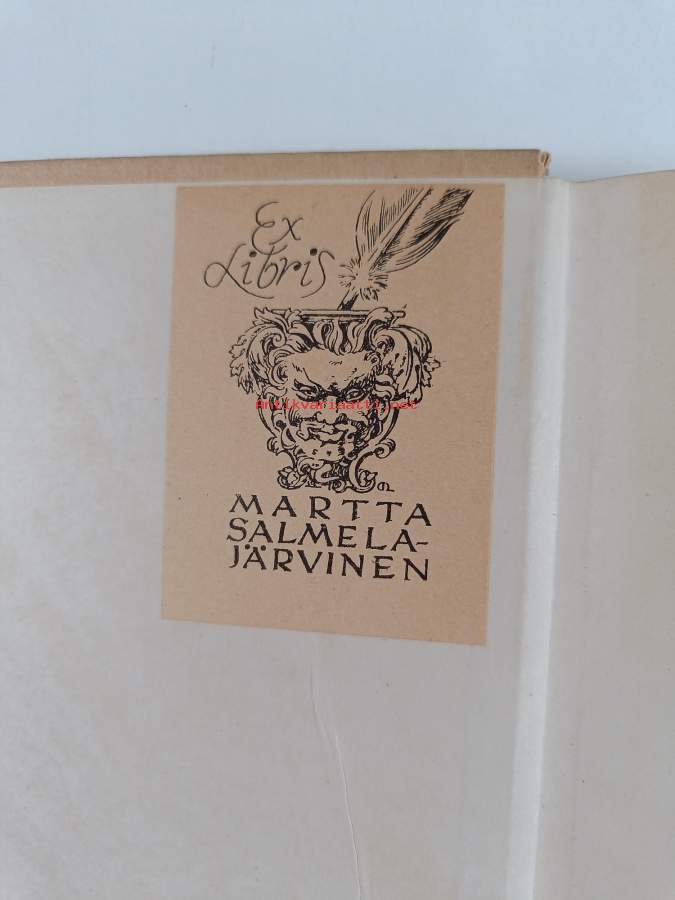 Ex
Libris
Antikvariaatti.net
MARTTA
SALMELA-
JÄRVINEN